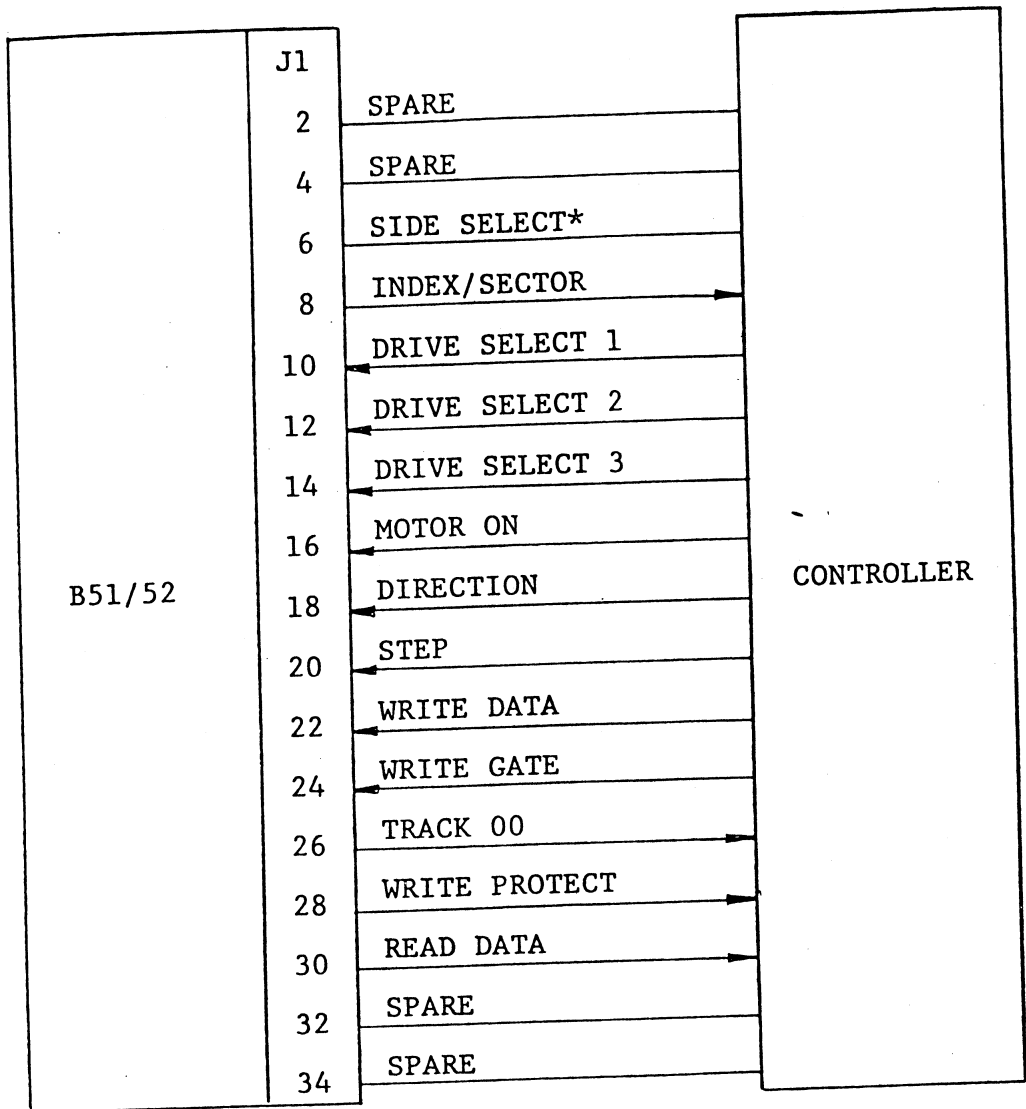 J1
2 SPARE
4 SPARE
6 SIDE SELECT*
8 INDEX/SECTOR
10 DRIVE SELECT 1
12 DRIVE SELECT 2
14 DRIVE SELECT 3
16 MOTOR ON
B51/52
18 DIRECTION
CONTROLLER
20 STEP
22 WRITE DATA
24 WRITE GATE
26 TRACK 00
28 WRITE PROTECT
30 READ DATA
32 SPARE
34 SPARE